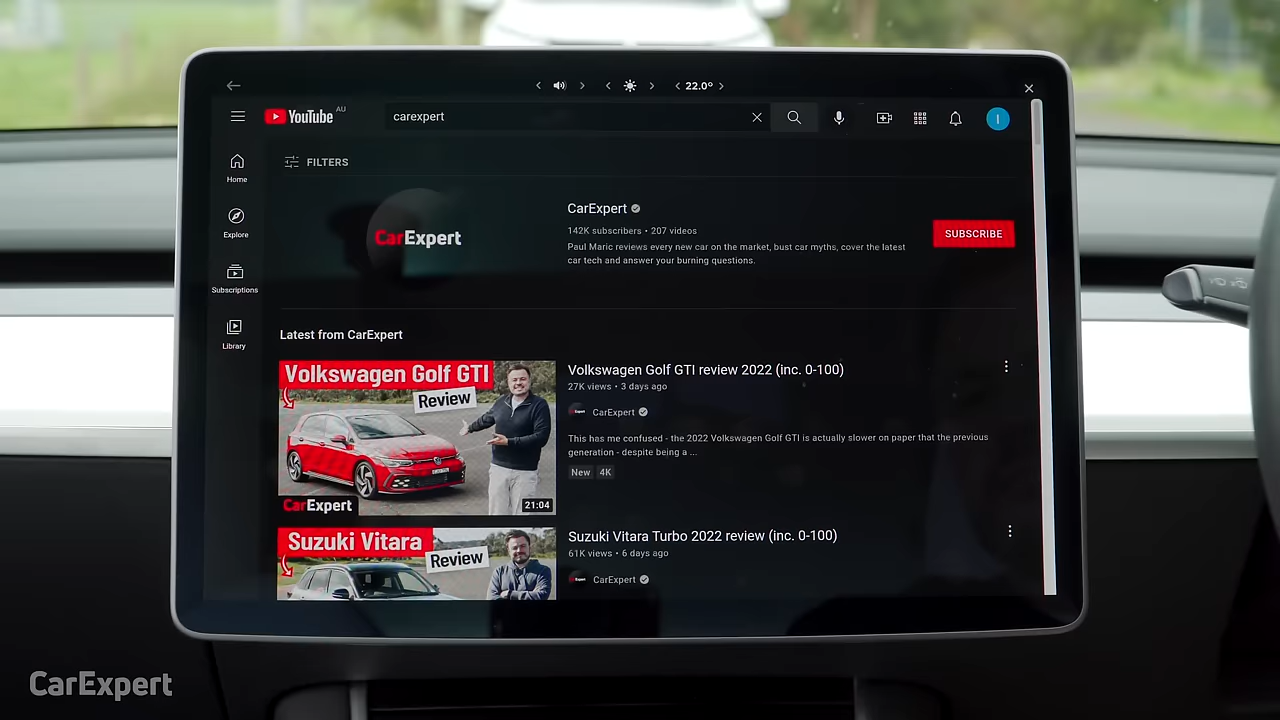 22.0°
YouTube AU
carexpert
Home
Explore
Subscriptions
Library
FILTERS
CarExpert
CarExpert
142K subscribers • 207 videos
Paul Maric reviews every new car on the market, bust car myths, cover the latest
car tech and answer your burning questions.
SUBSCRIBE
Latest from CarExpert
Volkswagen Golf GTI
Review
CarExpert
21:04
Volkswagen Golf GTI review 2022 (inc. 0-100)
27K views • 3 days ago
CarExpert
This has me confused - the 2022 Volkswagen Golf GTI is actually slower on paper that the previous
generation - despite being a ...
New 4K
Suzuki Vitara
Review
Suzuki Vitara Turbo 2022 review (inc. 0-100)
61K views • 6 days ago
CarExpert
CarExpert